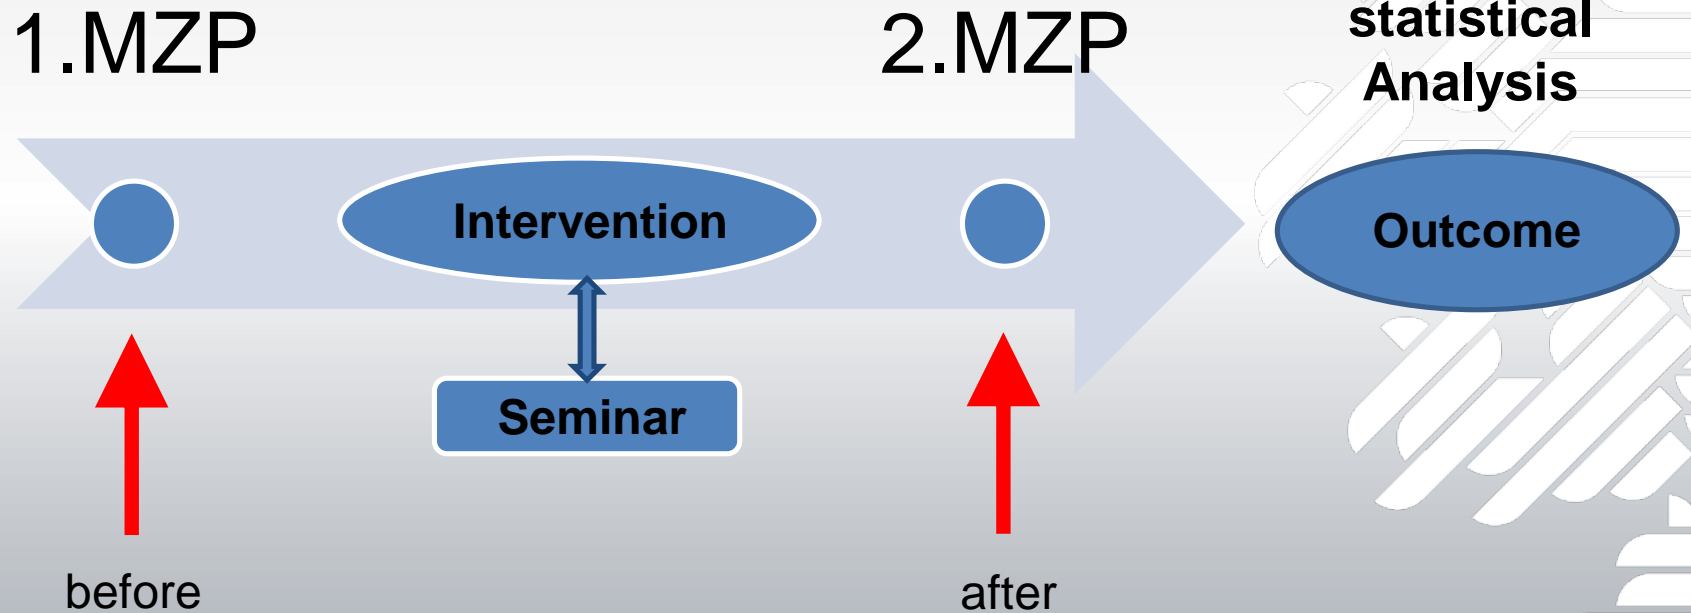 1.MZP
2.MZP
statistical
Analysis
Intervention
Outcome
Seminar
before
after